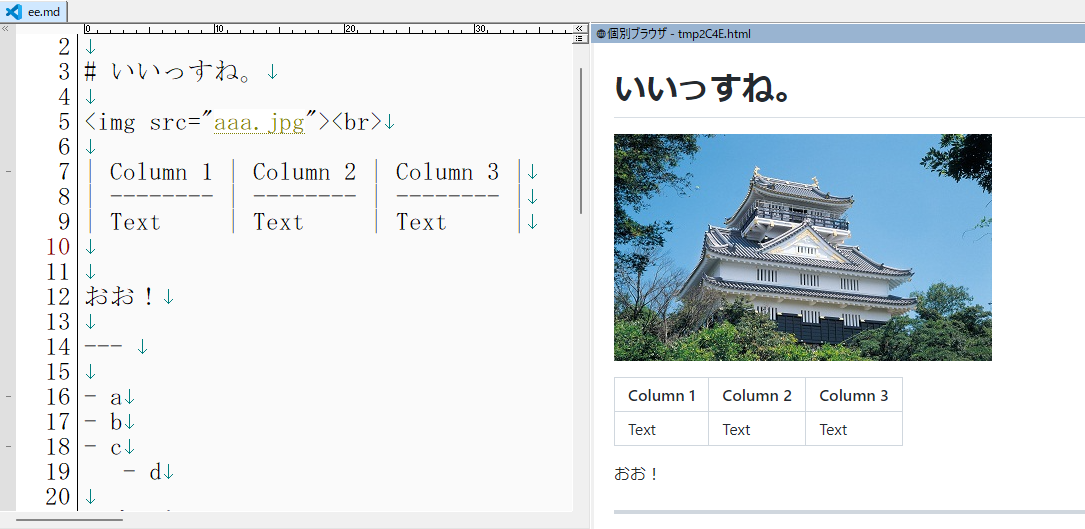 ee.md
0 10 20 30
2 ↓
3 # いいっすね。↓
4 ↓
5 <img src="aaa.jpg"><br>↓
6 ↓
7 | Column 1 | Column 2 | Column 3 |↓
8 | -------- | -------- | -------- |↓
9 | Text | Text | Text |↓
10 ↓
11 ↓
12 おお！↓
13 ↓
14 --- ↓
15 ↓
16 - a↓
17 - b↓
18 - c↓
19 - d↓
20 ↓
個別ブラウザ - tmp2C4E.html
いいっすね。
Column 1 Column 2 Column 3
Text Text Text
おお！